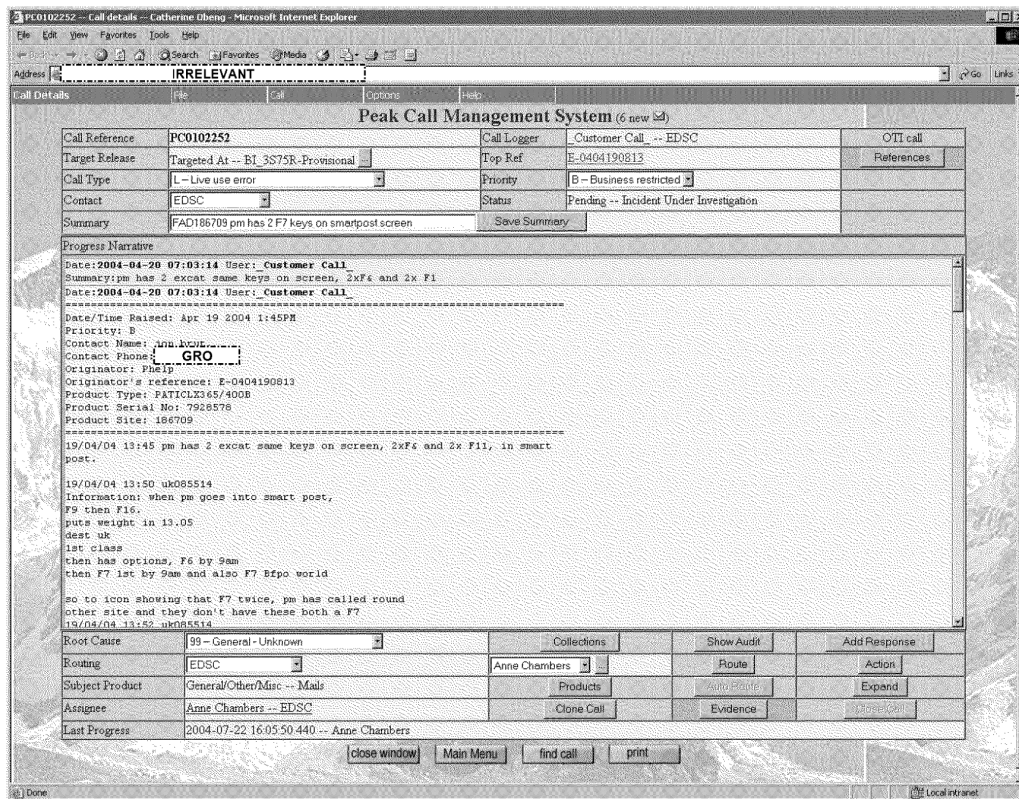 PC0102252 -- Call details -- Catherine Obeng - Microsoft Internet Explorer
File Edit View Favorites Tools Help
Back Search Favorites Media
Address IRRELEVANT Go Links
Call Details File Call Options Help
Peak Call Management System (6 new)
Call Reference PC0102252 Call Logger _Customer Call_ -- EDSC OTI call
Target Release Targeted At -- BI_3S75R-Provisional ... Top Ref E-0404190813 References
Call Type L -- Live use error Priority B -- Business restricted
Contact EDSC Status Pending -- Incident Under Investigation
Summary FAD186709 pm has 2 F7 keys on smartpost screen Save Summary
Progress Narrative
Date:2004-04-20 07:03:14 User:_Customer Call_
Summary:pm has 2 excat same keys on screen, 2xF& and 2x F1
Date:2004-04-20 07:03:14 User:_Customer Call_
Date/Time Raised: Apr 19 2004 1:45PM
Priority: B
Contact Name:
Contact Phone: GRO
Originator: Phelp
Originator's reference: E-0404190813
Product Type: PATICLX365/400B
Product Serial No: 7928578
Product Site: 186709
19/04/04 13:45 pm has 2 excat same keys on screen, 2xF& and 2x F11, in smart
post.
19/04/04 13:50 uk085514
Information: when pm goes into smart post,
F9 then F16.
puts weight in 13.05
dest uk
1st class
then has options, F6 by 9am
then F7 1st by 9am and also F7 Bfpo world
so to icon showing that F7 twice, pm has called round
other site and they don't have these both a F7
19/04/04 13:52 uk085514
Root Cause 99 -- General - Unknown Collections Show Audit Add Response
Routing EDSC Anne Chambers ... Route Action
Subject Product General/Other/Misc -- Mails Products Auto Route Expand
Assignee Anne Chambers -- EDSC Clone Call Evidence Close Call
Last Progress 2004-07-22 16:05:50.440 -- Anne Chambers
close window Main Menu find call print
Done Local intranet